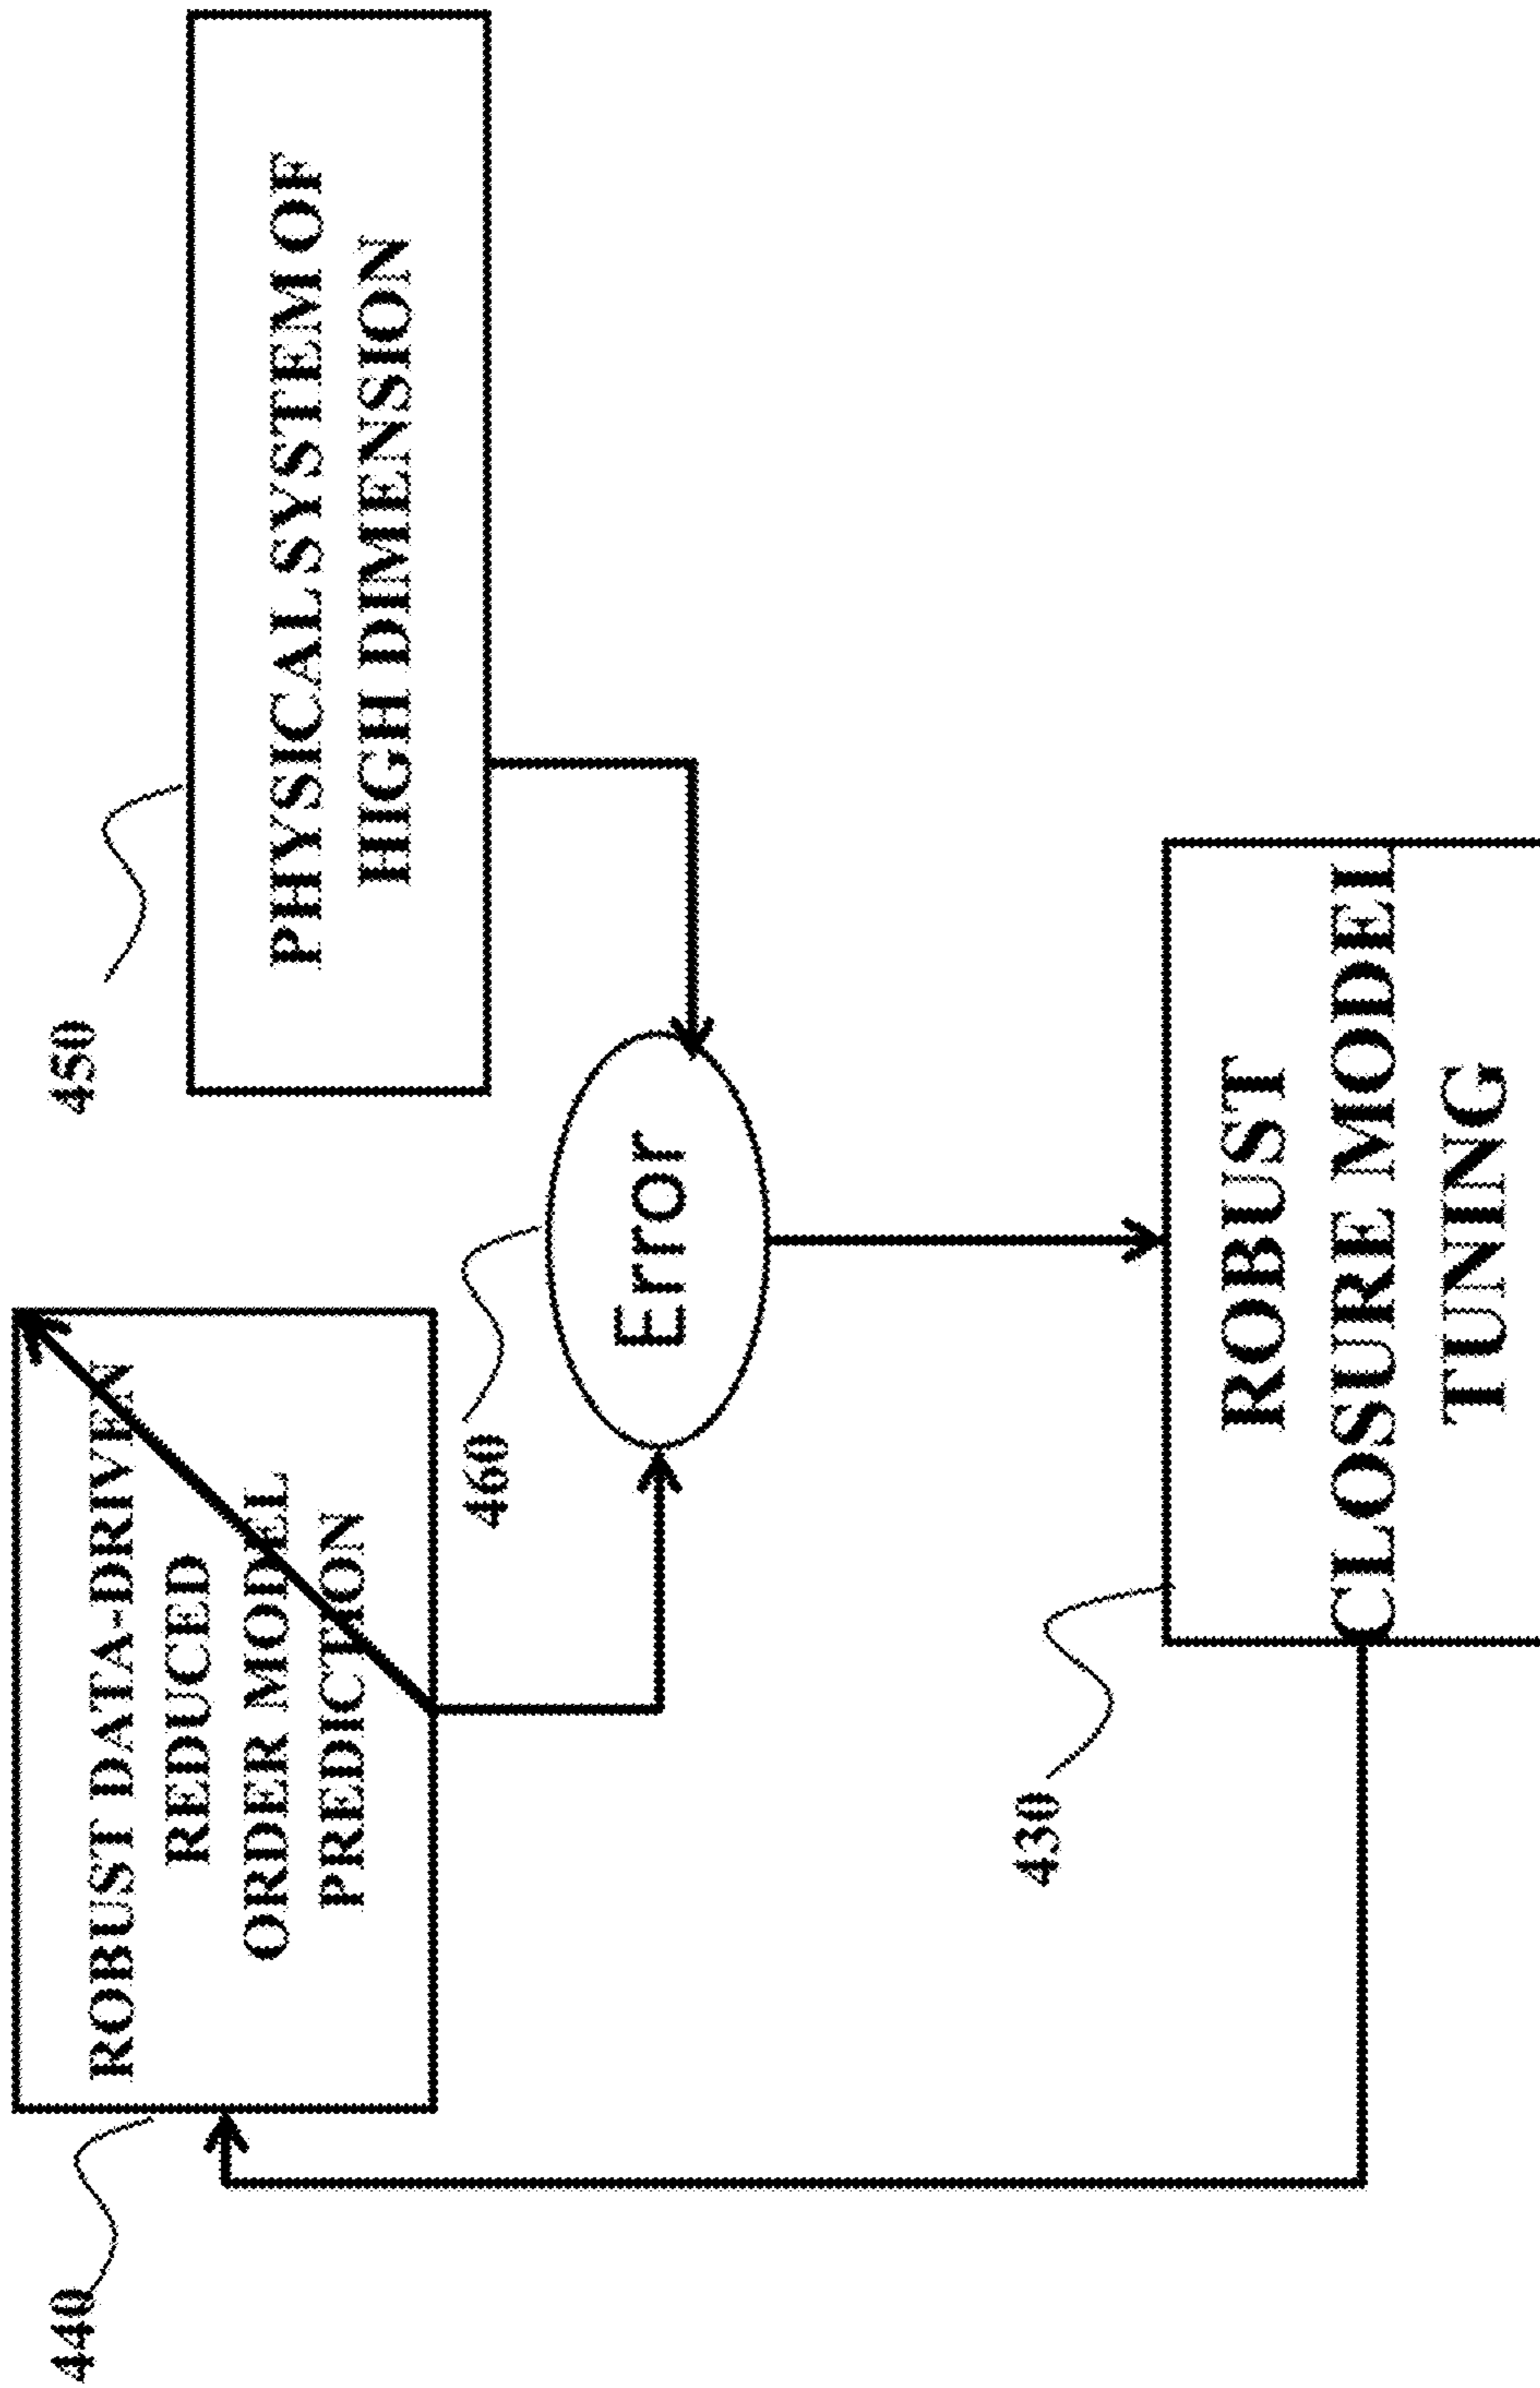 440
ROBUST DATA-DRIVEN
REDUCED
ORDER MODEL
PREDICTION
450
PHYSICAL SYSTEM OF
HIGH DIMENSION
460
Error
430
ROBUST
CLOSURE MODEL
TUNING